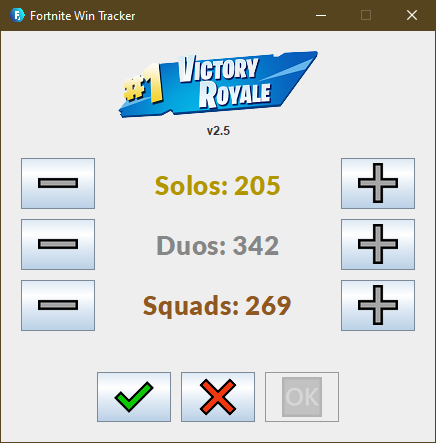 Fortnite Win Tracker
#1 VICTORY
ROYALE
v2.5
Solos: 205
Duos: 342
Squads: 269
OK